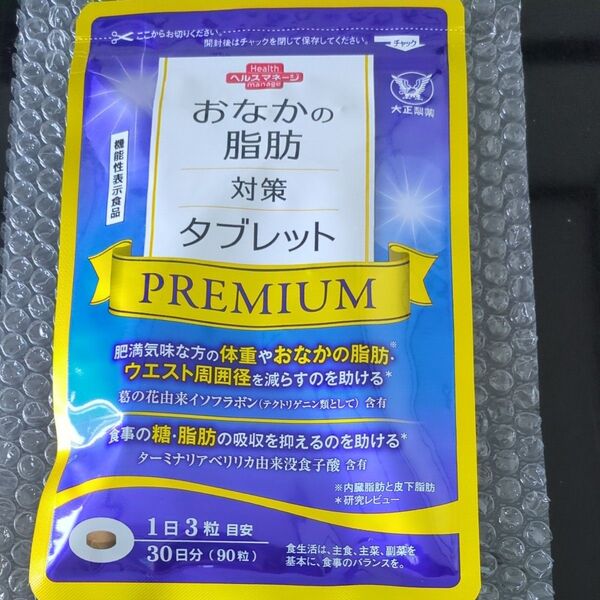 ここからお切りください。
開封後はチャックを閉じて保存してください。
チャック
Health
ヘルスマネージ
manage
大正製薬
機能性表示食品
おなかの
脂肪
対策
タブレット
PREMIUM
肥満気味な方の体重やおなかの脂肪※・
ウエスト周囲径を減らすのを助ける*
葛の花由来イソフラボン(テクトリゲニン類として)含有
食事の糖・脂肪の吸収を抑えるのを助ける*
ターミナリアベリリカ由来没食子酸 含有
※内臓脂肪と皮下脂肪
*研究レビュー
1日3粒 目安
30日分(90粒)
食生活は、主食、主菜、副菜を
基本に、食事のバランスを。